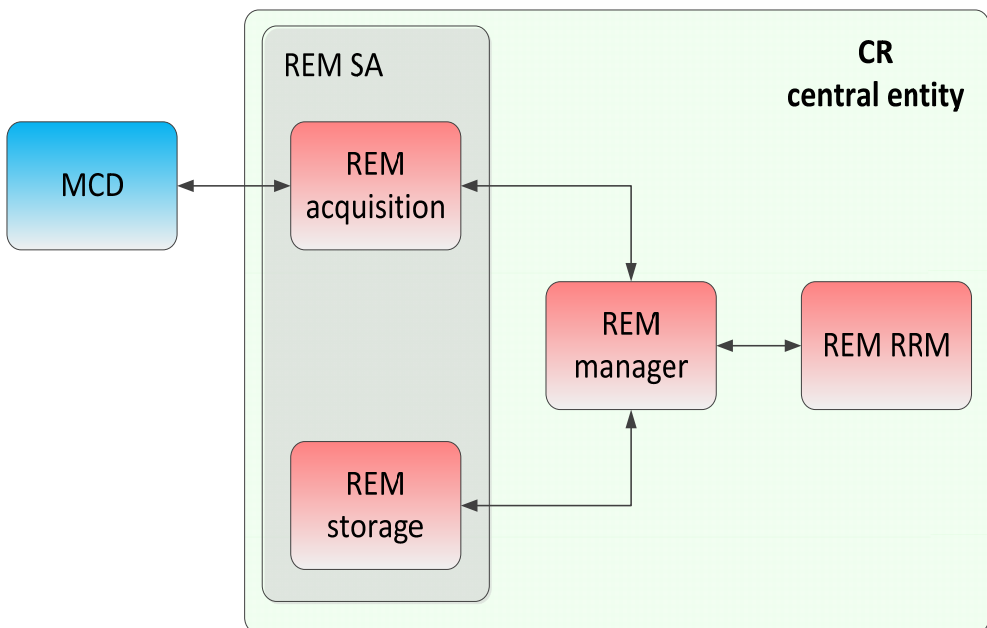 CR
central entity
REM SA
MCD
REM
acquisition
REM
manager
REM RRM
REM
storage